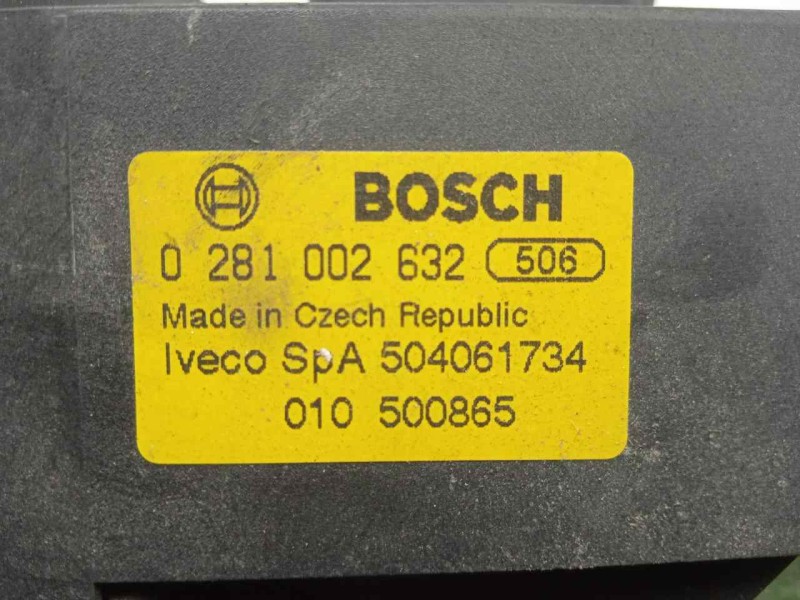 BOSCH
0 281 002 632 506
Made in Czech Republic
Iveco SpA 504061734
010 500865